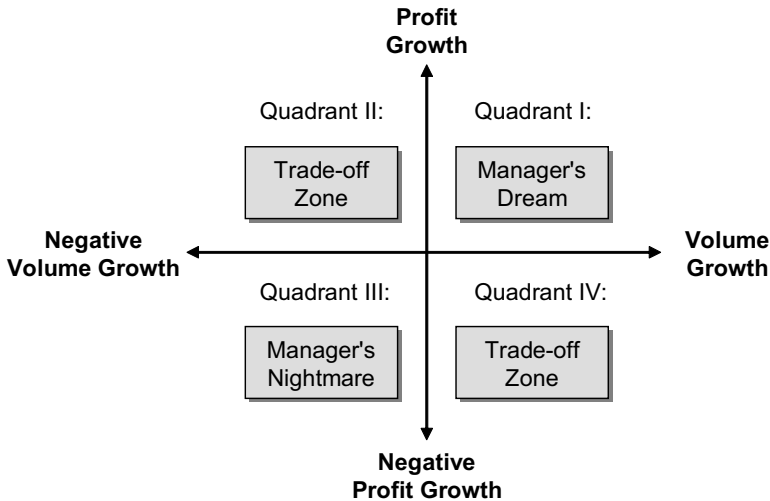 Profit
Growth
Quadrant II:
Quadrant I:
Trade-off
Zone
Manager's
Dream
Negative
Volume Growth
Volume
Growth
Quadrant III:
Quadrant IV:
Manager's
Nightmare
Trade-off
Zone
Negative
Profit Growth